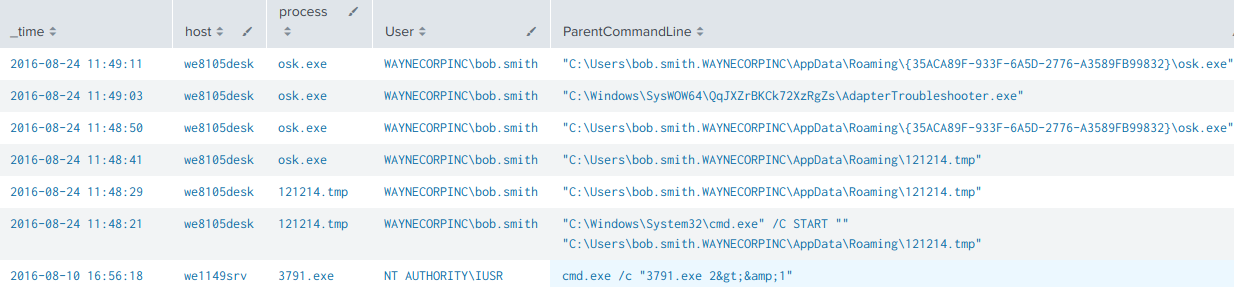 process
_time host User ParentCommandLine
2016-08-24 11:49:11 we8105desk osk.exe WAYNECORPINC\bob.smith "C:\Users\bob.smith.WAYNECORPINC\AppData\Roaming\{35ACA89F-933F-6A5D-2776-A3589FB99832}\osk.exe"
2016-08-24 11:49:03 we8105desk osk.exe WAYNECORPINC\bob.smith "C:\Windows\SysWOW64\QqJXZrBKCk72XzRgZs\AdapterTroubleshooter.exe"
2016-08-24 11:48:50 we8105desk osk.exe WAYNECORPINC\bob.smith "C:\Users\bob.smith.WAYNECORPINC\AppData\Roaming\{35ACA89F-933F-6A5D-2776-A3589FB99832}\osk.exe"
2016-08-24 11:48:41 we8105desk osk.exe WAYNECORPINC\bob.smith "C:\Users\bob.smith.WAYNECORPINC\AppData\Roaming\121214.tmp"
2016-08-24 11:48:29 we8105desk 121214.tmp WAYNECORPINC\bob.smith "C:\Users\bob.smith.WAYNECORPINC\AppData\Roaming\121214.tmp"
2016-08-24 11:48:21 we8105desk 121214.tmp WAYNECORPINC\bob.smith "C:\Windows\System32\cmd.exe" /C START ""
"C:\Users\bob.smith.WAYNECORPINC\AppData\Roaming\121214.tmp"
2016-08-10 16:56:18 we1149srv 3791.exe NT AUTHORITY\IUSR cmd.exe /c "3791.exe 2&gt;&amp;1"